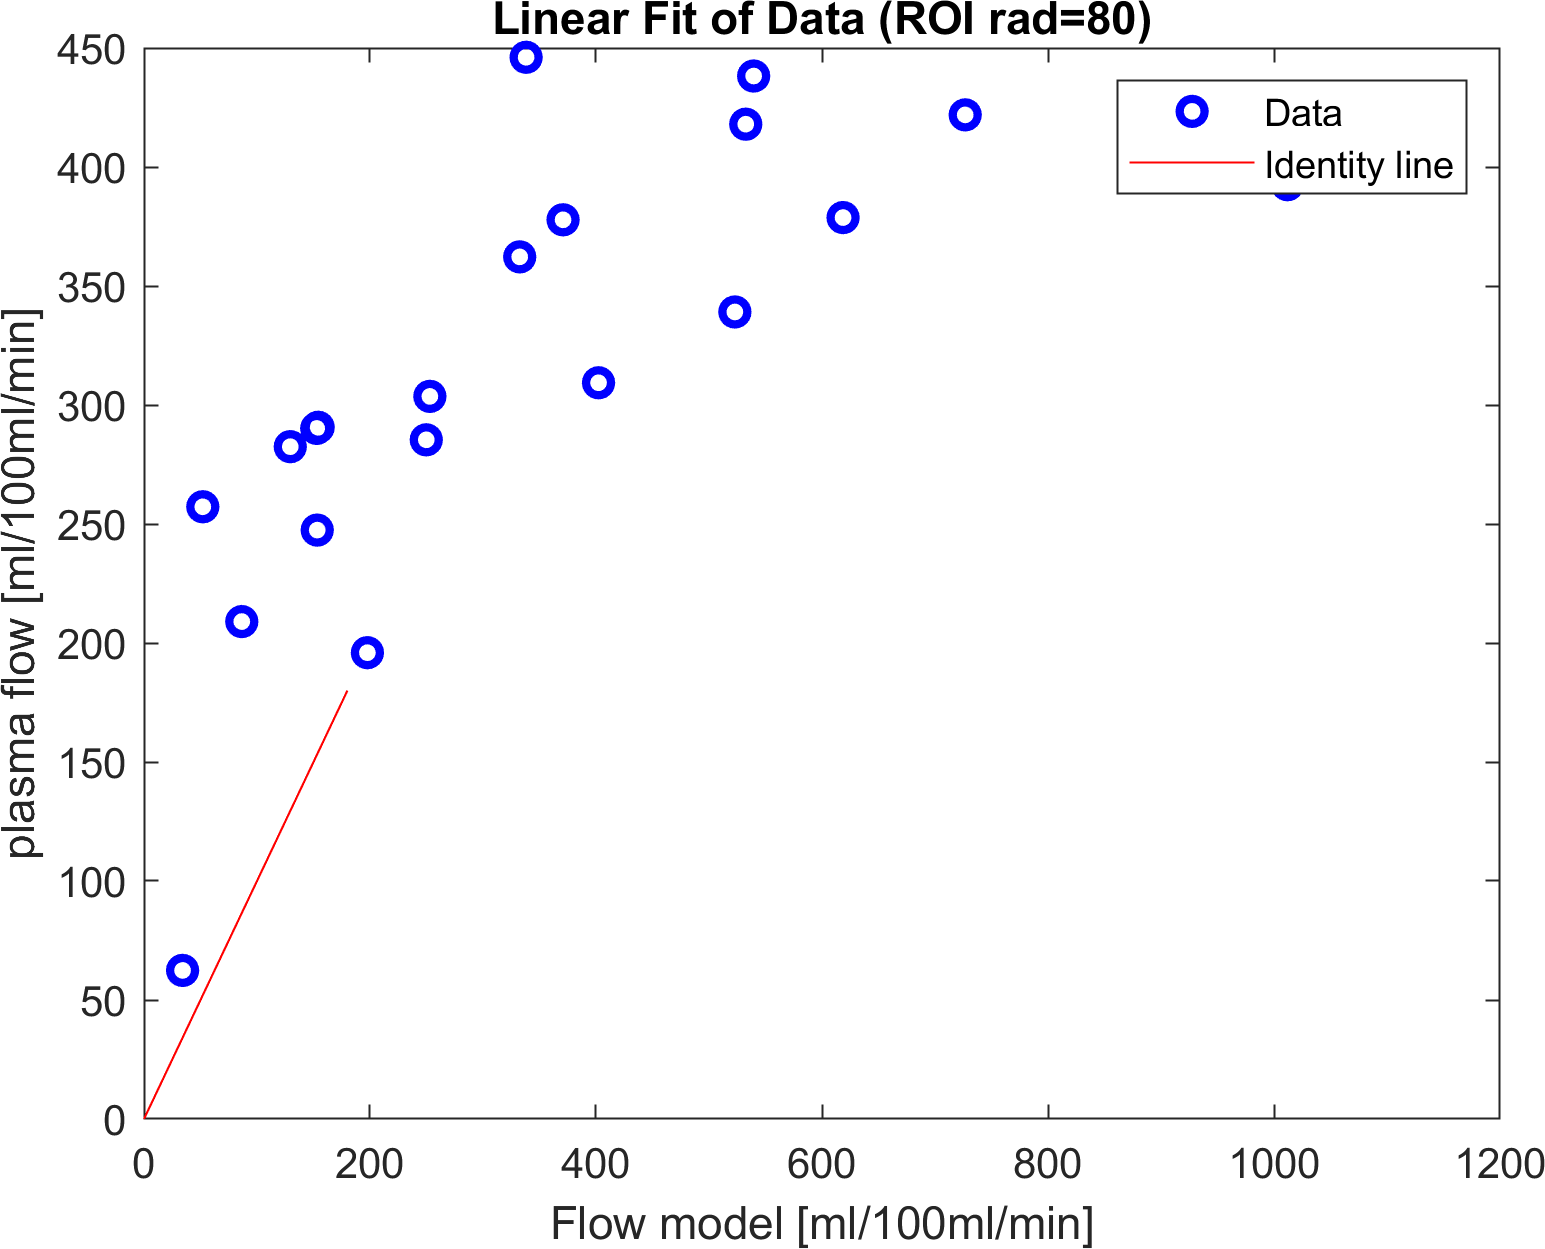 Linear Fit of Data (ROI rad=80)
450
400
350
300
250
200
150
100
50
0
plasma flow [ml/100ml/min]
Data
Identity line
0 200 400 600 800 1000 1200
Flow model [ml/100ml/min]